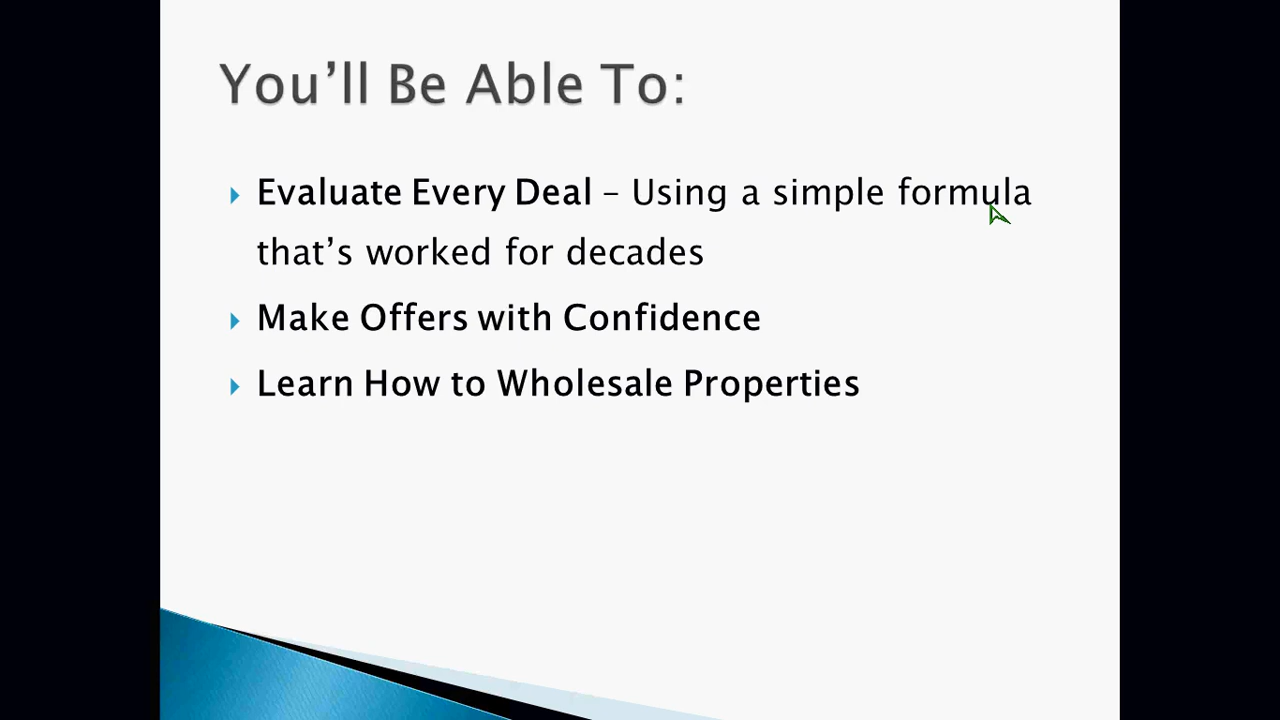 You’ll Be Able To:
Evaluate Every Deal – Using a simple formula
that’s worked for decades
Make Offers with Confidence
Learn How to Wholesale Properties